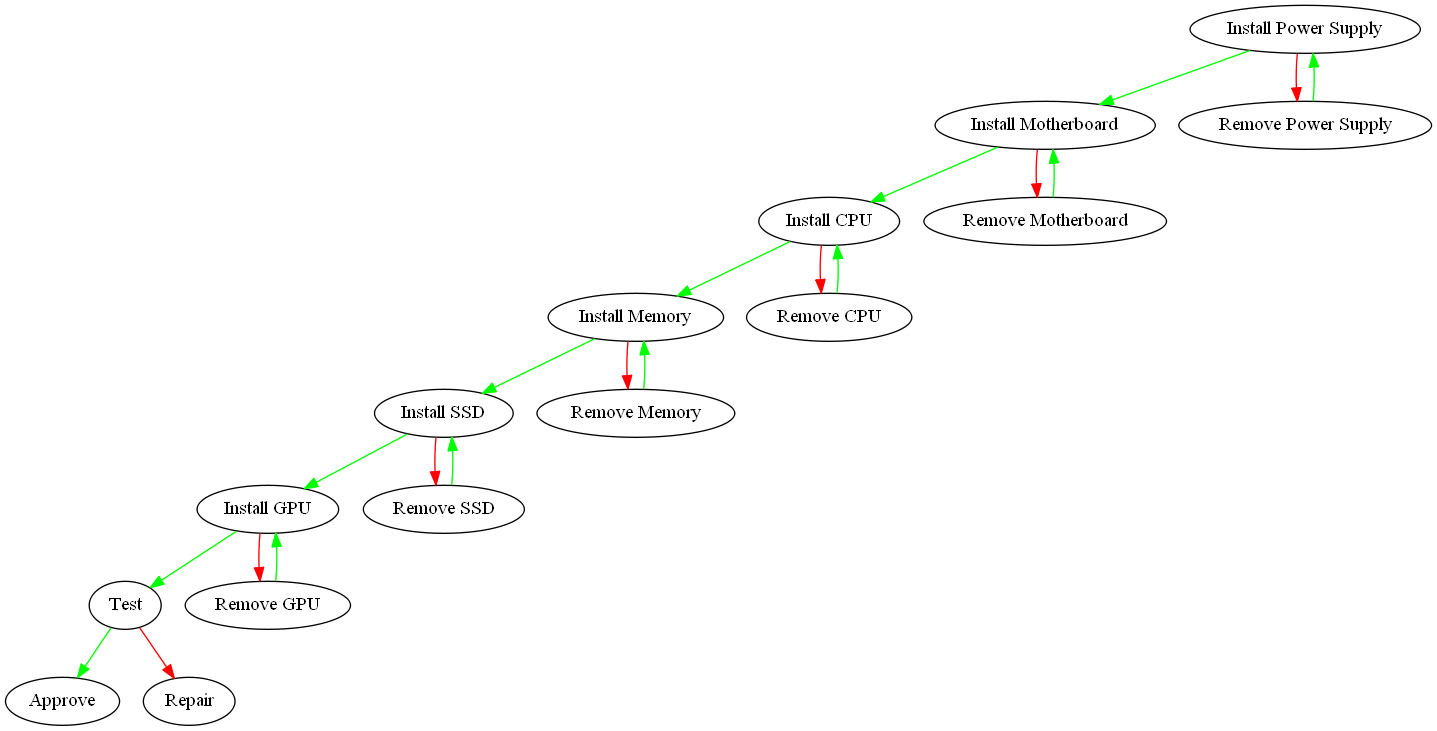 Install Power Supply
Install Motherboard
Remove Power Supply
Install CPU
Remove Motherboard
Install Memory
Remove CPU
Install SSD
Remove Memory
Install GPU
Remove SSD
Test
Remove GPU
Approve
Repair